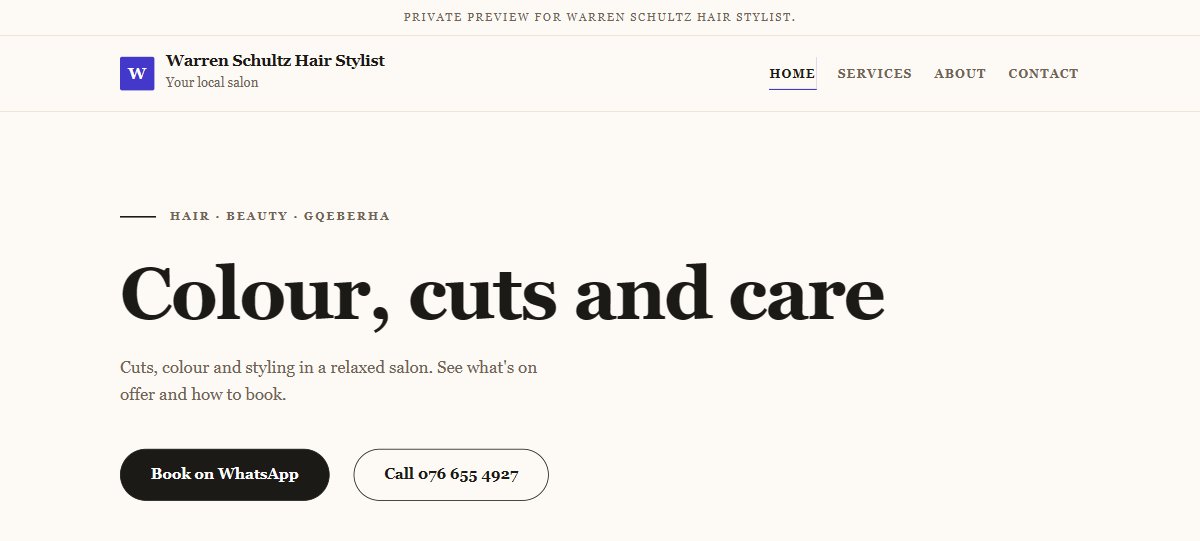 PRIVATE PREVIEW FOR WARREN SCHULTZ HAIR STYLIST.
W
Warren Schultz Hair Stylist
Your local salon
HOME SERVICES ABOUT CONTACT
HAIR · BEAUTY · GQEBERHA
Colour, cuts and care
Cuts, colour and styling in a relaxed salon. See what's on
offer and how to book.
Book on WhatsApp
Call 076 655 4927